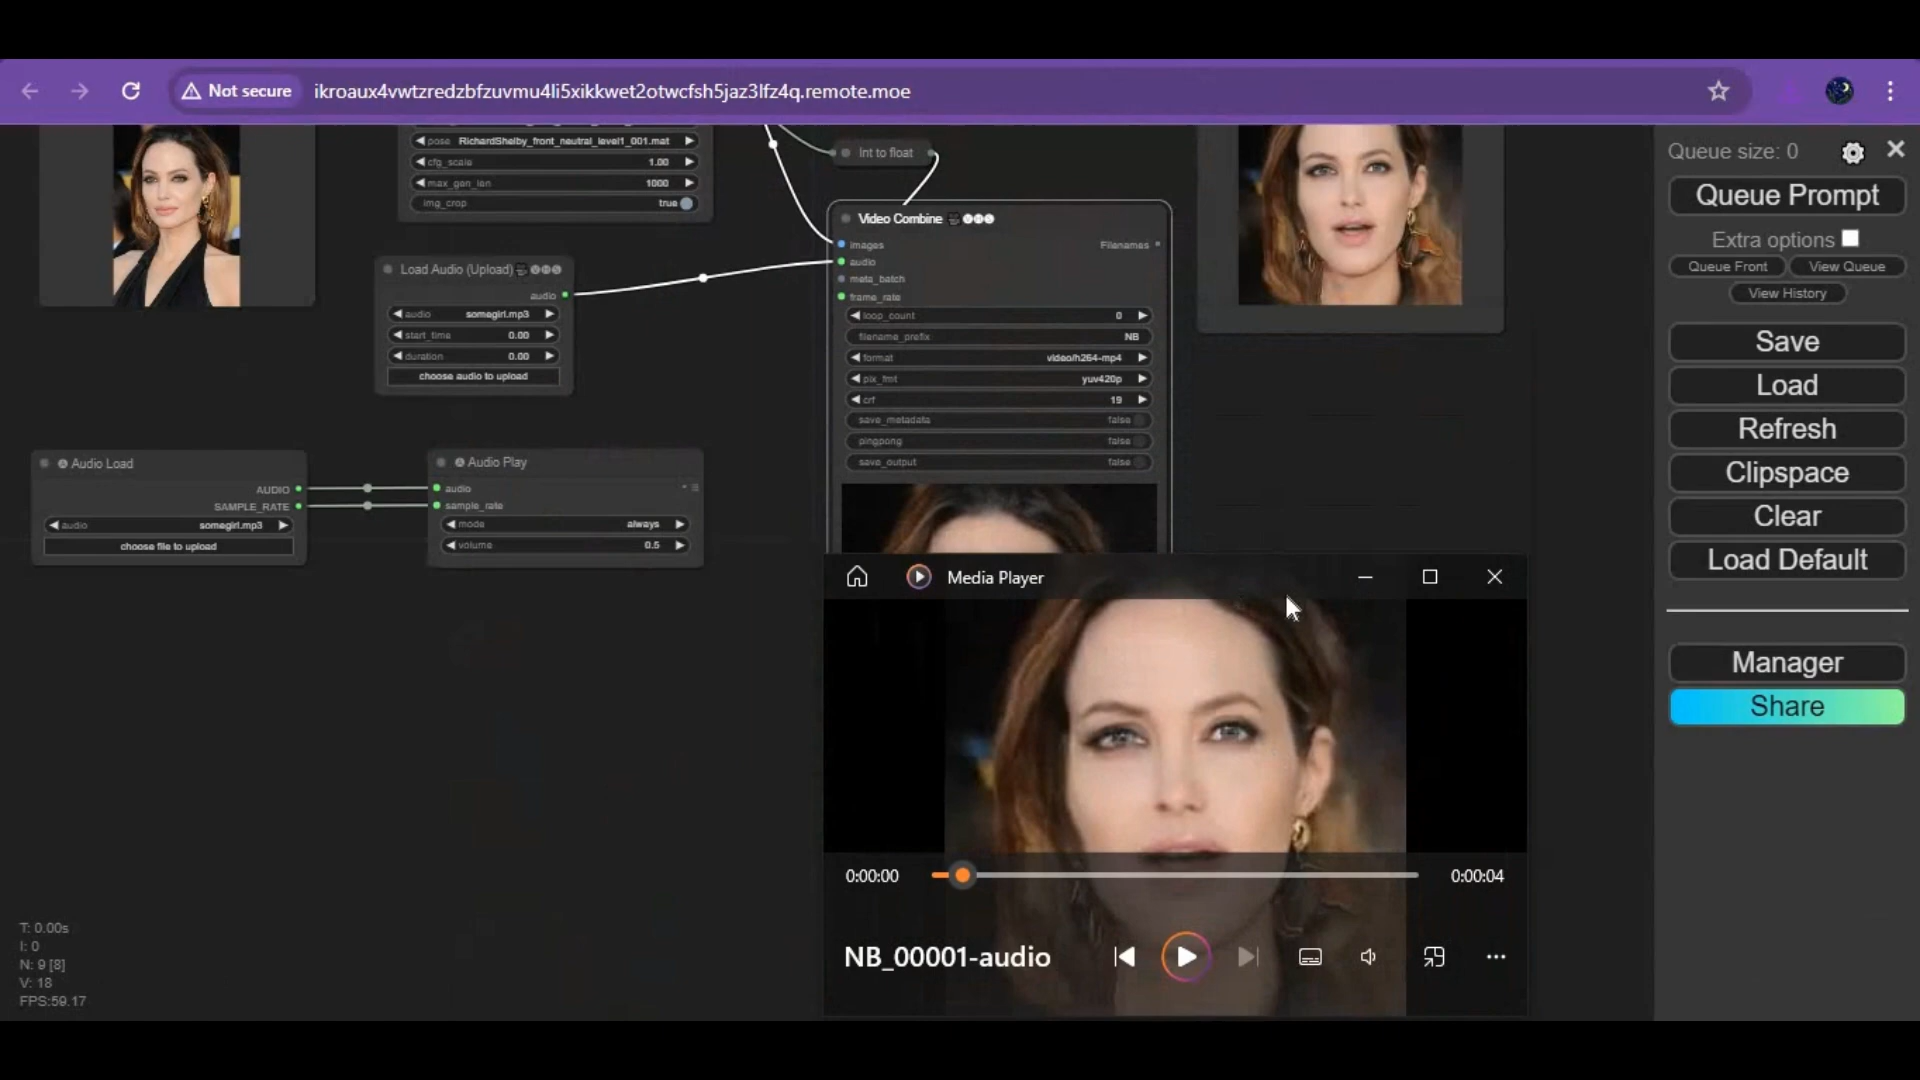 Not secure
ikroaux4vwtzredzbfzuvmu4li5xikkwet2otwcfsh5jaz3lfz4q.remote.moe
pose RichardShelby_front_neutral_level1_001.mat
cfg_scale 1.00
max_gen_len 1000
img_crop true
Int to float
Video Combine
images
Filenames
audio
meta_batch
frame_rate
loop_count 0
filename_prefix NB
format video/h264-mp4
pix_fmt yuv420p
crf 19
save_metadata false
pingpong false
save_output false
Load Audio (Upload)
audio
audio somegirl.mp3
start_time 0.00
duration 0.00
choose audio to upload
Audio Load
AUDIO
SAMPLE_RATE
audio somegirl.mp3
choose file to upload
Audio Play
audio
sample_rate
mode always
volume 0.5
Media Player
0:00:00
0:00:04
NB_00001-audio
Queue size: 0
Queue Prompt
Extra options
Queue Front
View Queue
View History
Save
Load
Refresh
Clipspace
Clear
Load Default
Manager
Share
T: 0.00s
I: 0
N: 9 [8]
V: 18
FPS:59.17